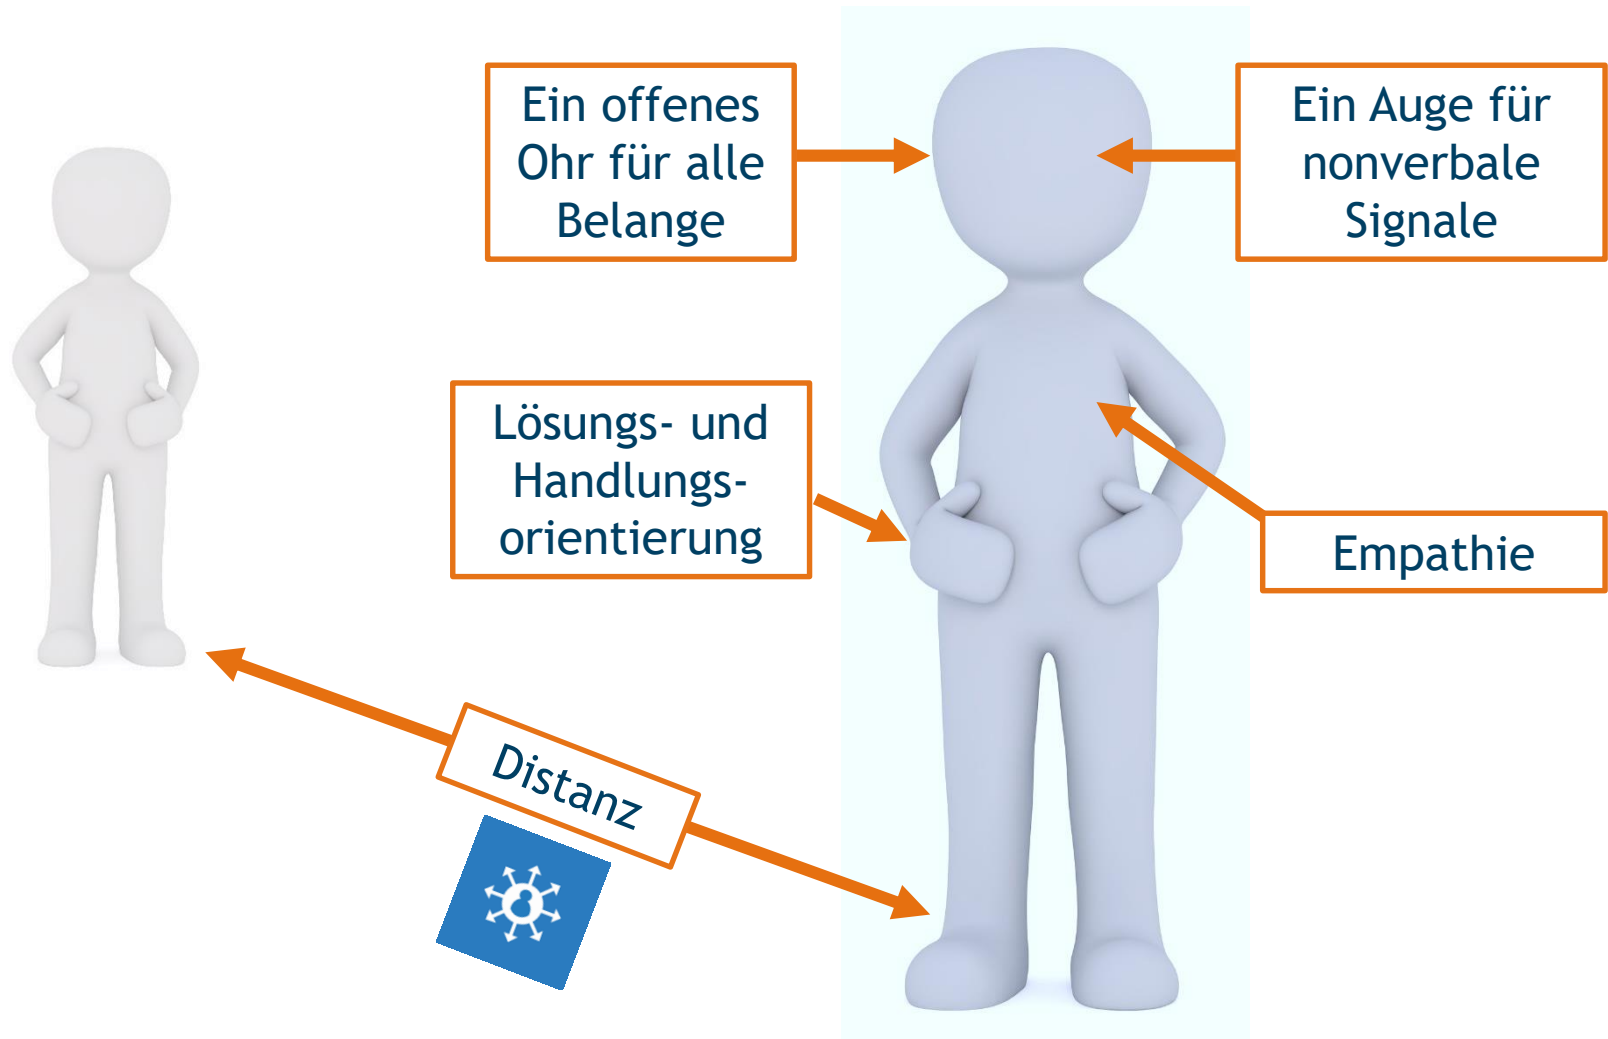 Ein offenes
Ohr für alle
Belange
Ein Auge für
nonverbale
Signale
Lösungs- und
Handlungs-
orientierung
Empathie
Distanz